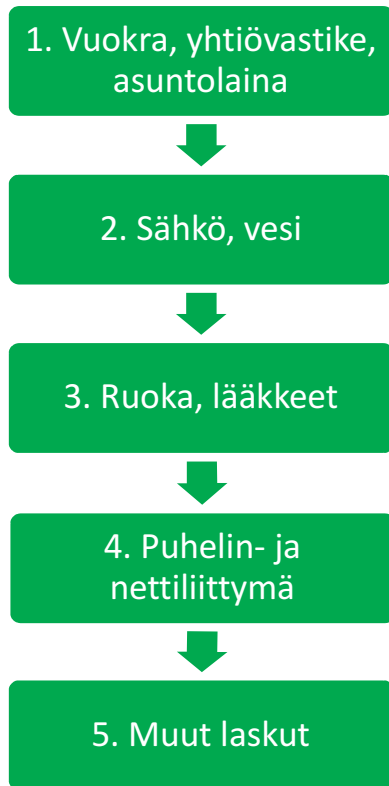 1. Vuokra, yhtiövastike,
asuntolaina
2. Sähkö, vesi
3. Ruoka, lääkkeet
4. Puhelin- ja
nettiliittymä
5. Muut laskut